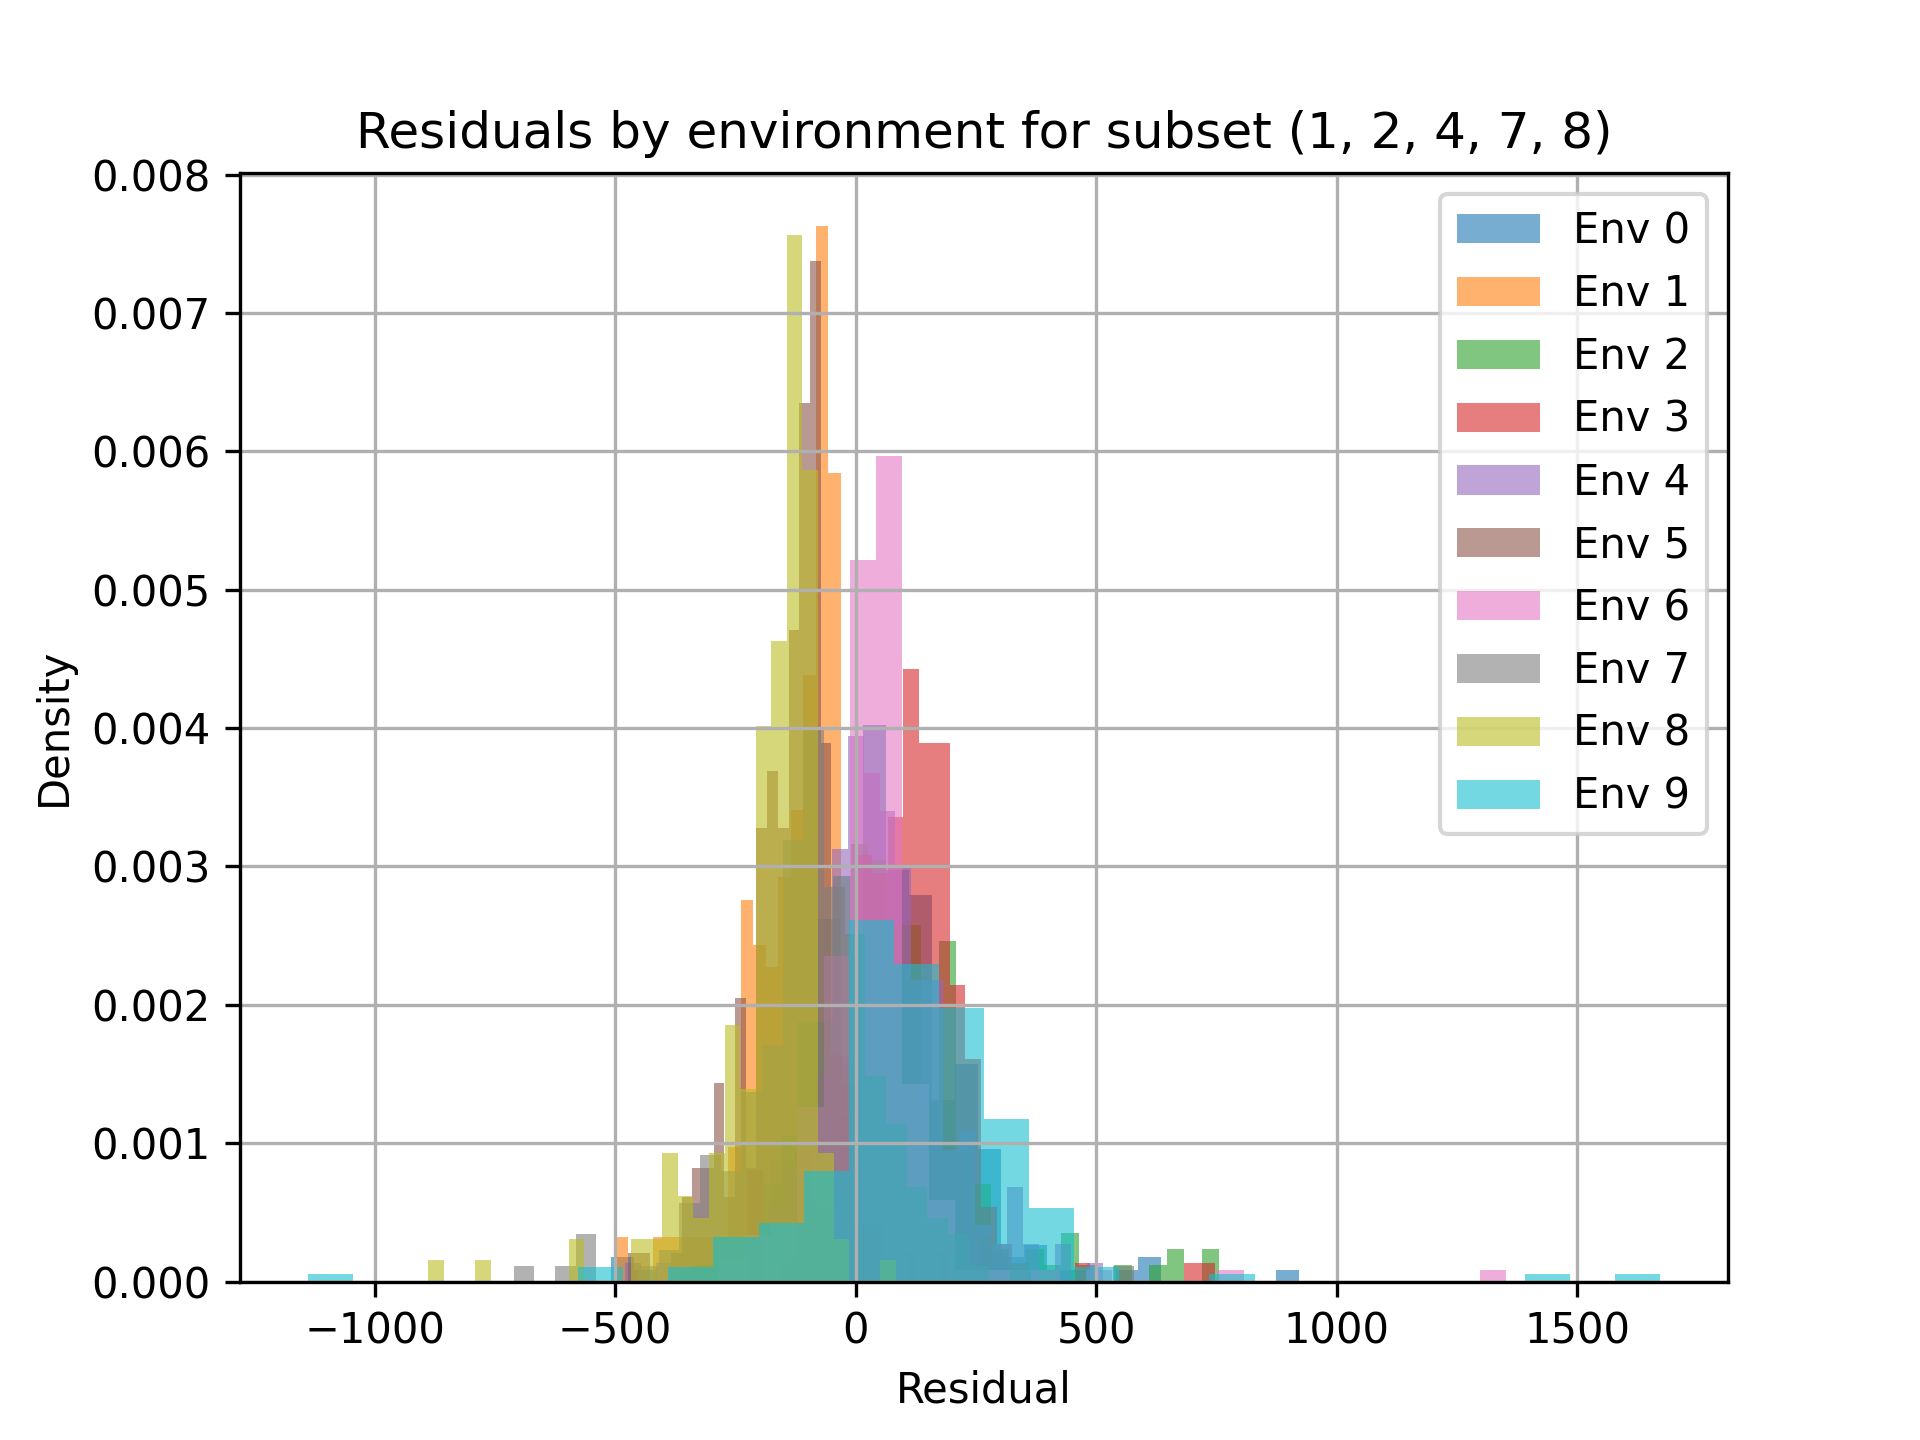 Residuals by environment for subset (1, 2, 4, 7, 8)
0.008
0.007
0.006
0.005
0.004
0.003
0.002
0.001
0.000
Density
Env 0
Env 1
Env 2
Env 3
Env 4
Env 5
Env 6
Env 7
Env 8
Env 9
−1000 −500 0 500 1000 1500
Residual